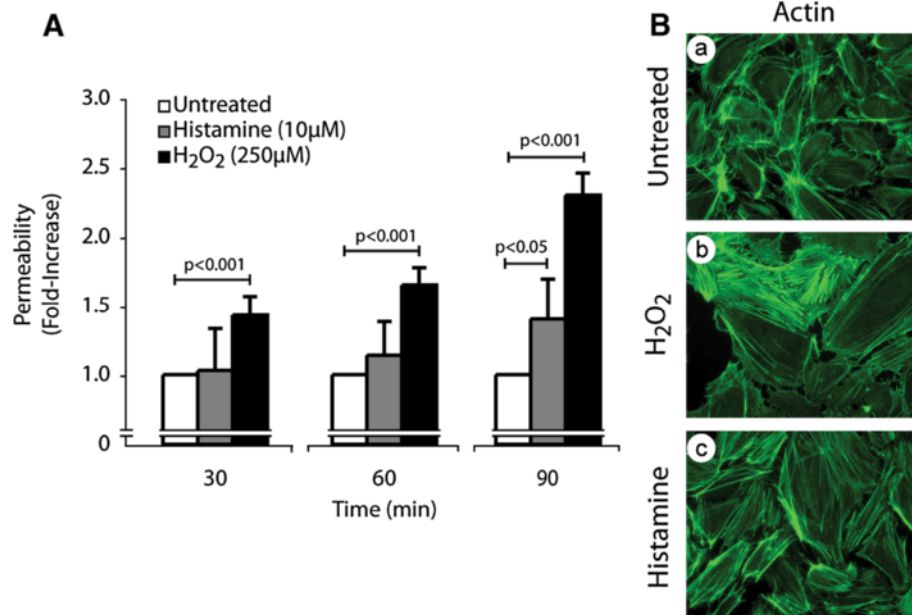 A
3.0
2.5
2.0
1.5
1.0
0
Permeability
(Fold-Increase)
Untreated
Histamine (10µM)
H₂O₂ (250µM)
p<0.001
p<0.001
p<0.001
p<0.05
30
60
90
Time (min)
B
Actin
Untreated
a
H₂O₂
b
Histamine
c